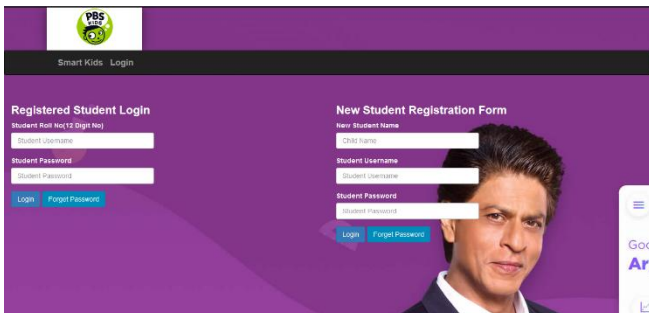 PBS
KIDS
Smart Kids Login
Registered Student Login
Student Roll No(12 Digit No)
Student Username
Student Password
Student Password
Login Forget Password
New Student Registration Form
New Student Name
Child Name
Student Username
Student Username
Student Password
Student Password
Login Forget Password
Goo
Ar